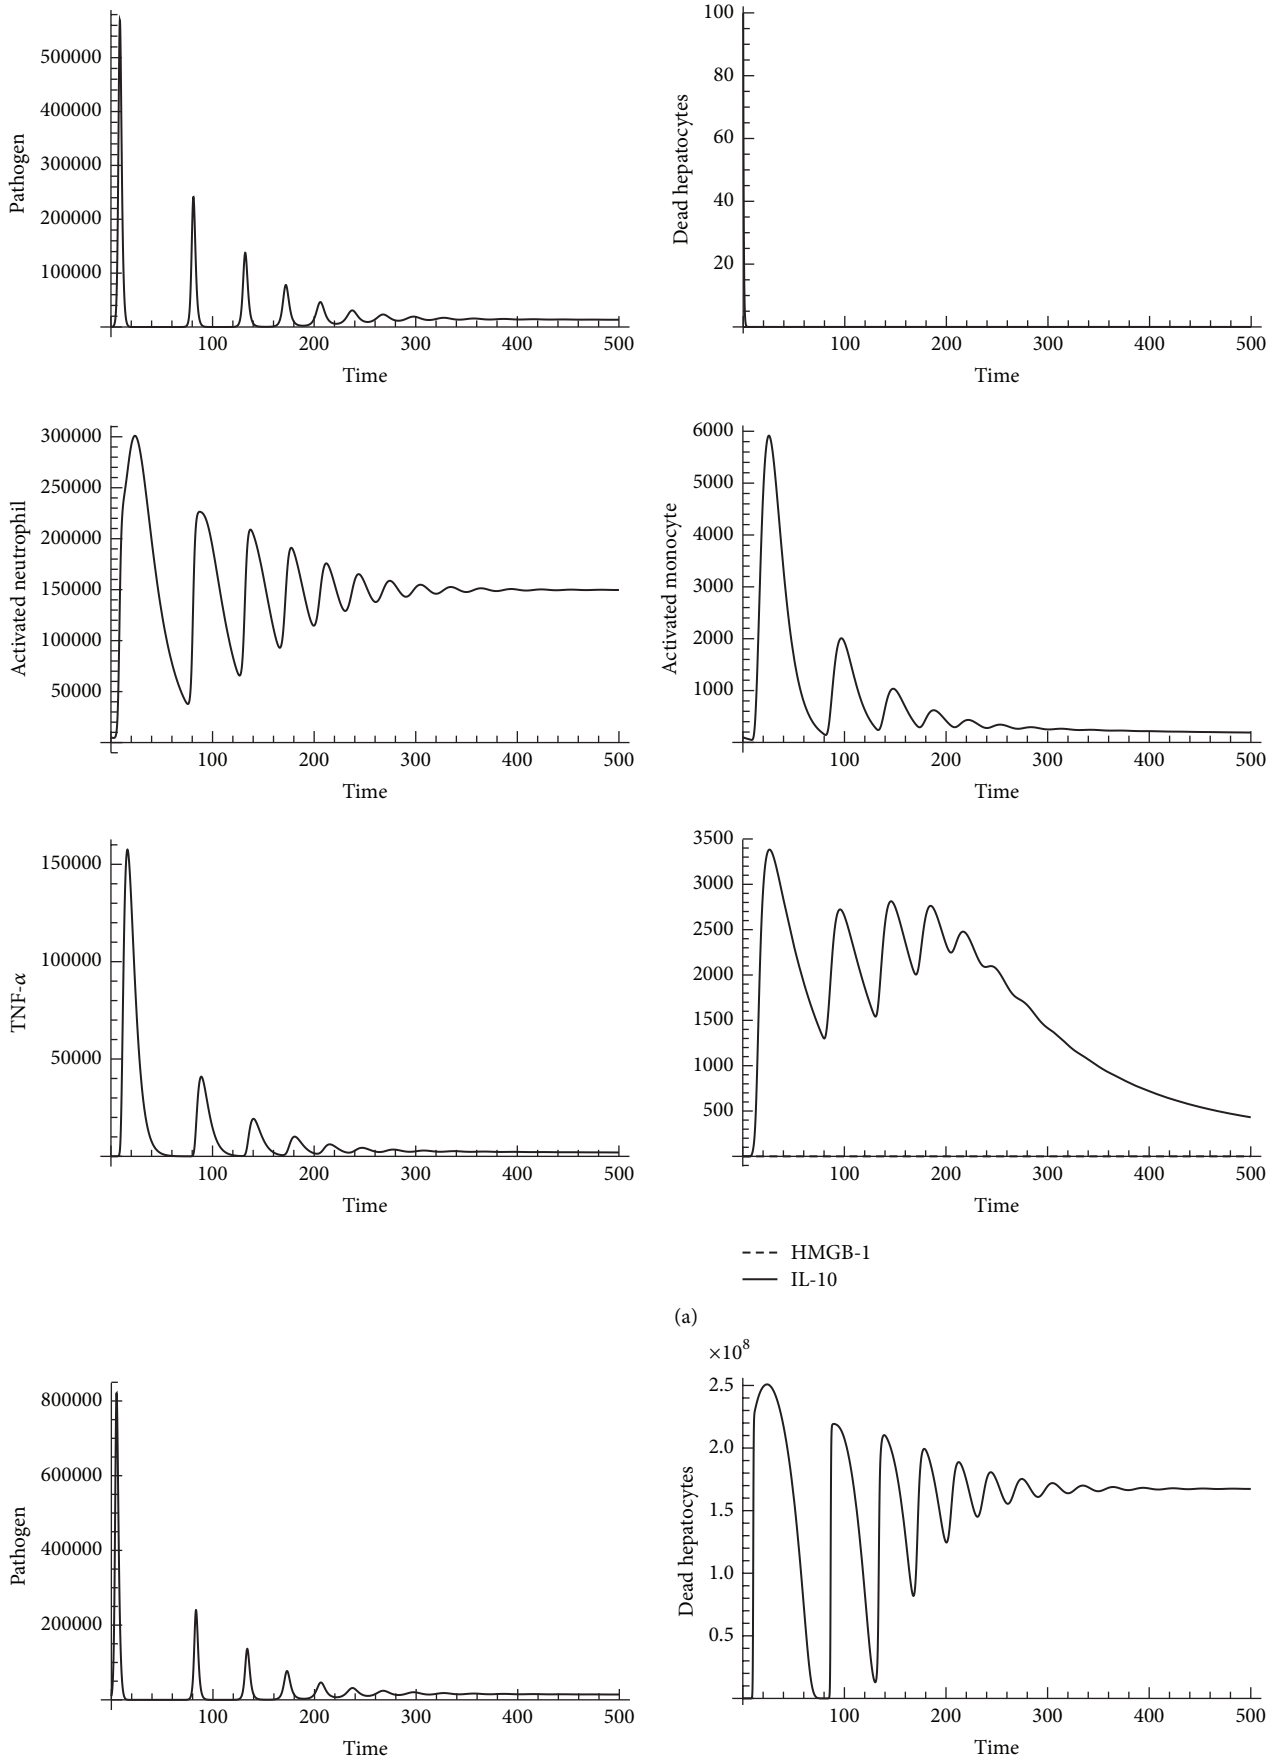 Pathogen
500000
400000
300000
200000
100000
100 200 300 400 500
Time
Dead hepatocytes
100
80
60
40
20
100 200 300 400 500
Time
Activated neutrophil
300000
250000
200000
150000
100000
50000
100 200 300 400 500
Time
Activated monocyte
6000
5000
4000
3000
2000
1000
100 200 300 400 500
Time
TNF-α
150000
100000
50000
100 200 300 400 500
Time
3500
3000
2500
2000
1500
1000
500
100 200 300 400 500
Time
HMGB-1
IL-10
(a)
Pathogen
800000
600000
400000
200000
100 200 300 400 500
Time
×10⁸
Dead hepatocytes
2.5
2.0
1.5
1.0
0.5
100 200 300 400 500
Time